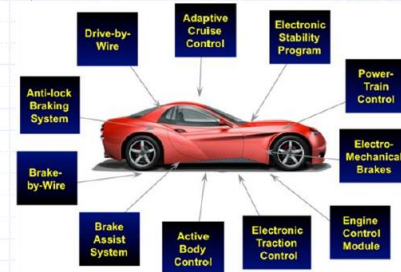 Drive-by-
Wire
Adaptive
Cruise
Control
Electronic
Stability
Program
Anti-lock
Braking
System
Power-
Train
Control
Brake-
by-Wire
Electro-
Mechanical
Brakes
Brake
Assist
System
Active
Body
Control
Electronic
Traction
Control
Engine
Control
Module